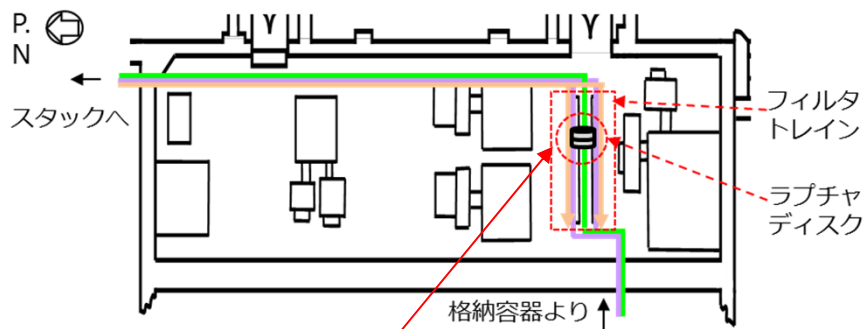 P.
N
スタックへ
フィルタ
トレイン
ラプチャ
ディスク
格納容器より